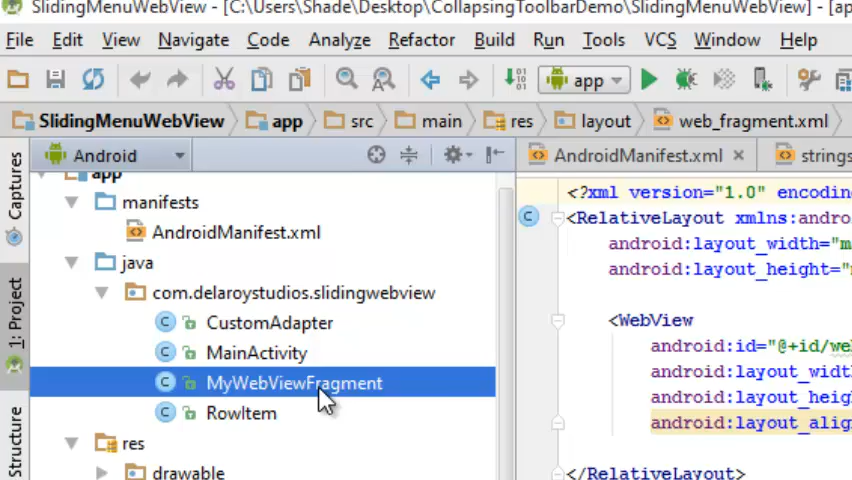 SlidingMenuWebView - [C:\Users\Shade\Desktop\CollapsingToolbarDemo\SlidingMenuWebView] - [ap
File Edit View Navigate Code Analyze Refactor Build Run Tools VCS Window Help
app
SlidingMenuWebView app src main res layout web_fragment.xml
Captures
1: Project
Structure
Android
app
manifests
AndroidManifest.xml
java
com.delaroystudios.slidingwebview
CustomAdapter
MainActivity
MyWebViewFragment
RowItem
res
drawable
AndroidManifest.xml strings
<?xml version="1.0" encoding
<RelativeLayout xmlns:andro
android:layout_width="m
android:layout_height="m
<WebView
android:id="@+id/we
android:layout_widt
android:layout_heig
android:layout_alig
</RelativeLayout>